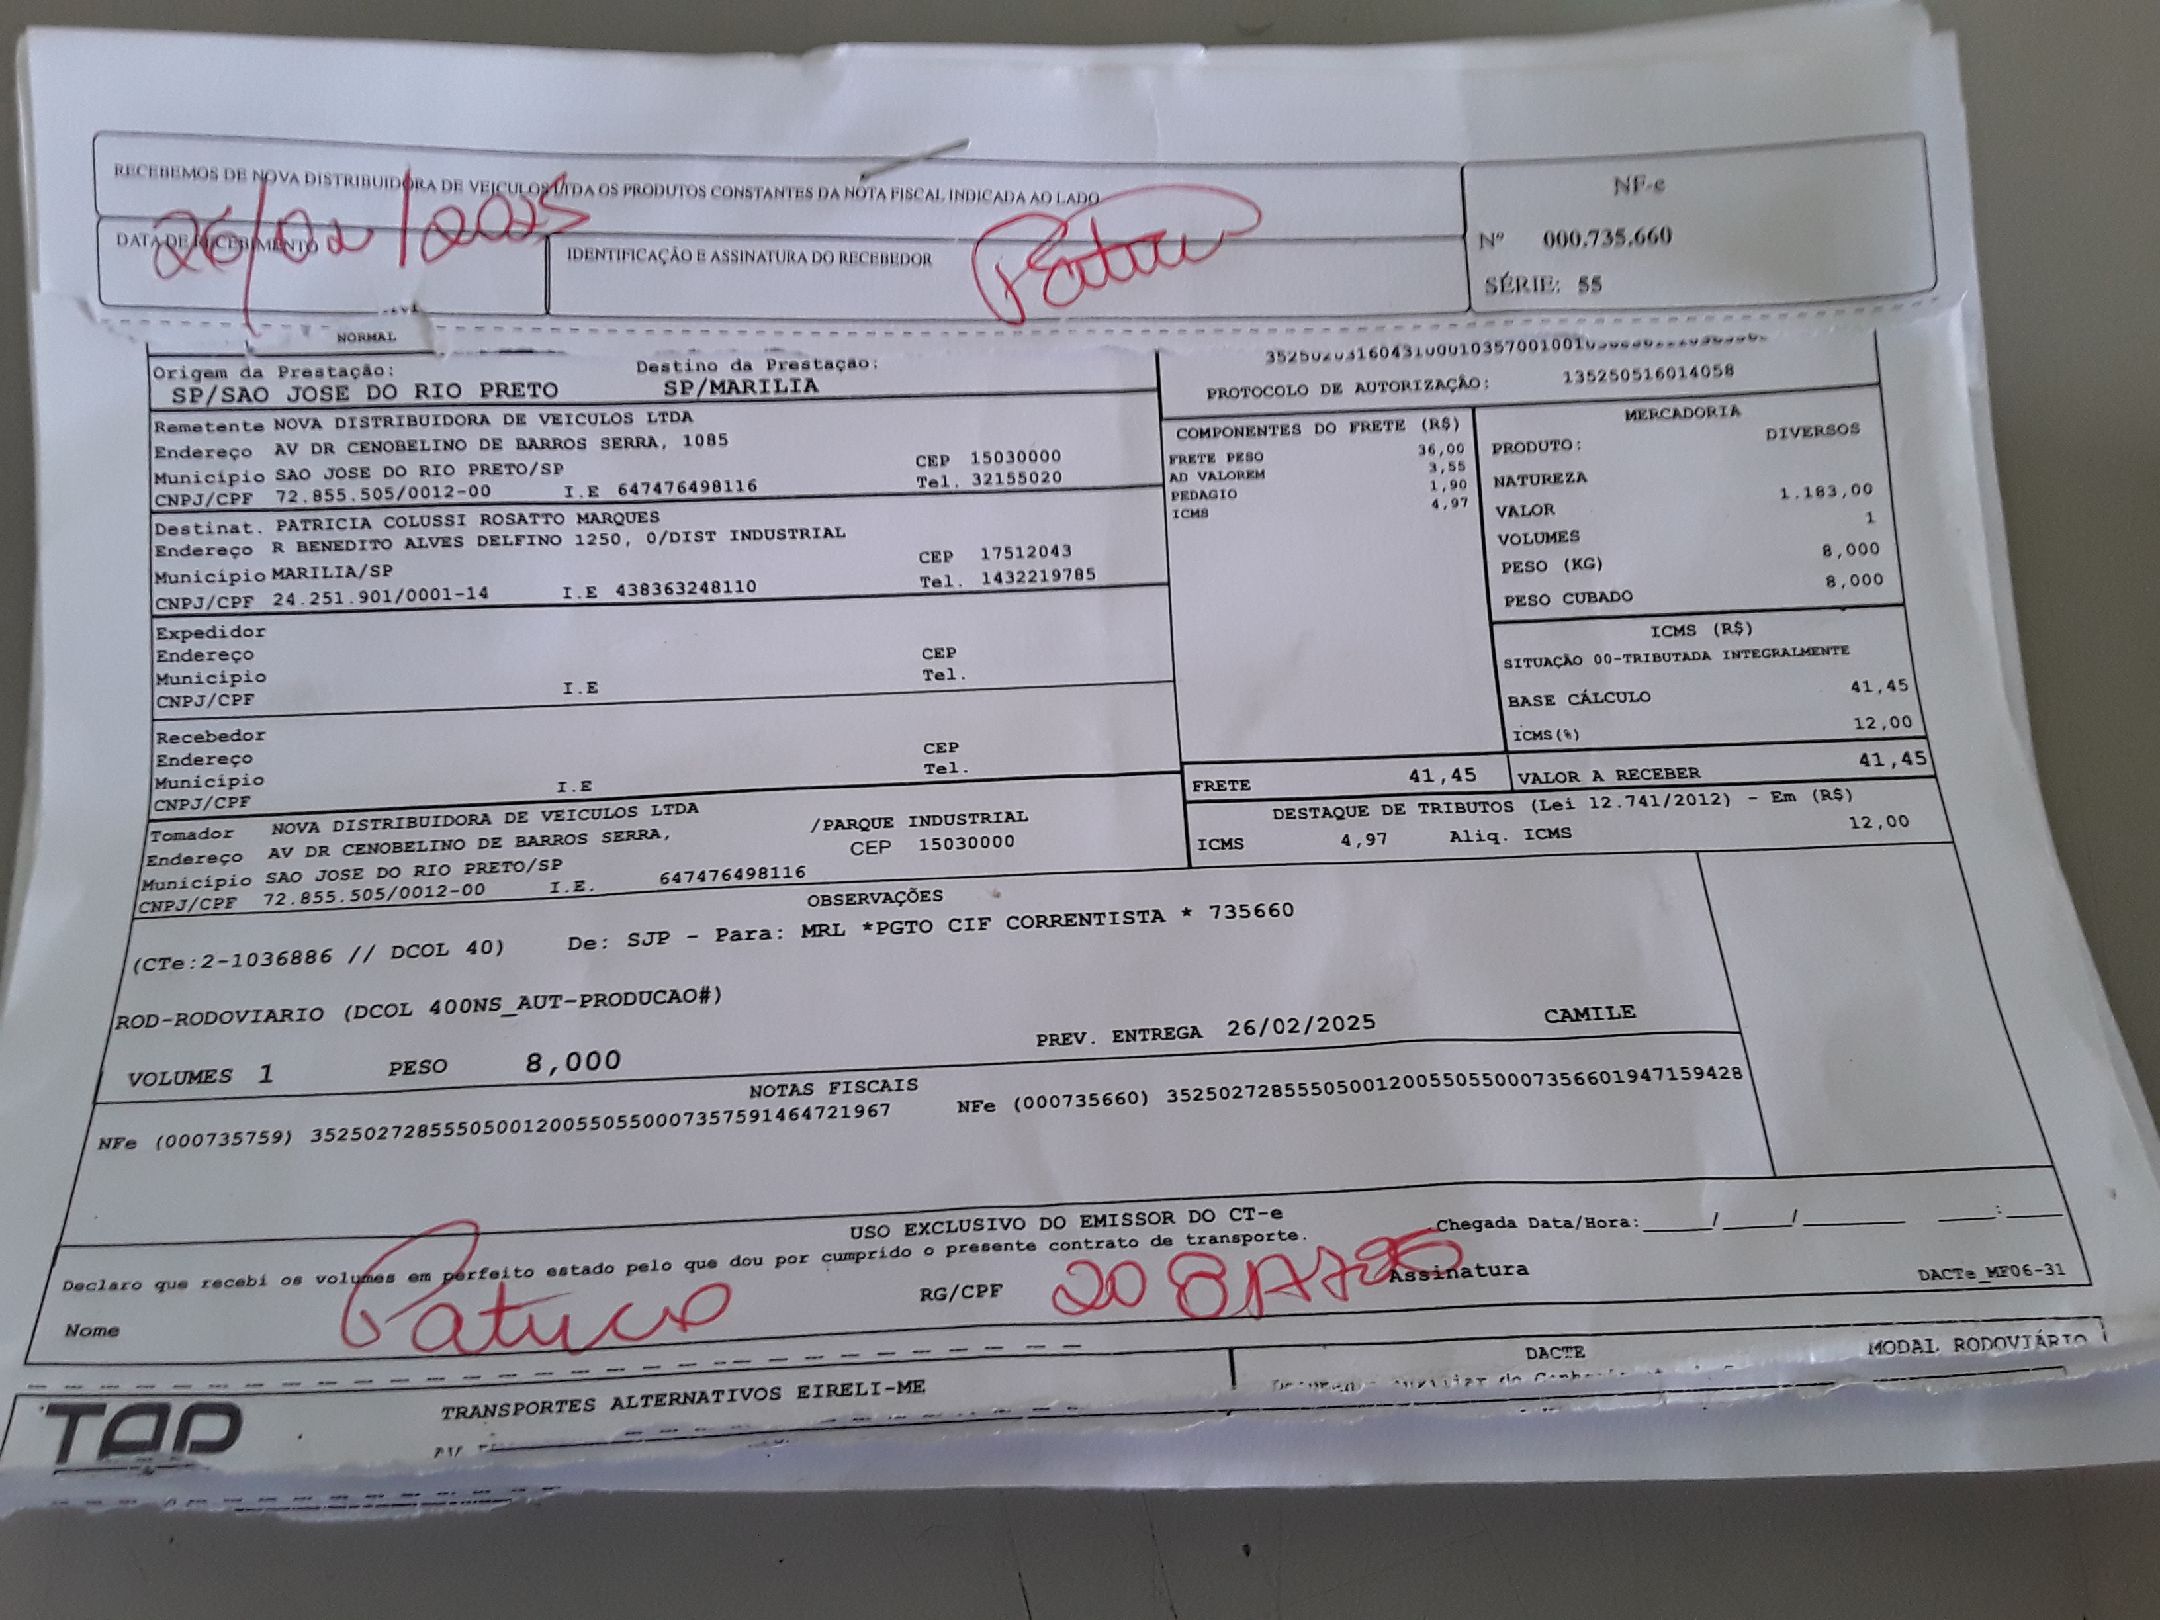 RECEBEMOS DE NOVA DISTRIBUIDORA DE VEICULOS LTDA OS PRODUTOS CONSTANTES DA NOTA FISCAL INDICADA AO LADO
NF-e
DATA DE RECEBIMENTO
26/02/2025
IDENTIFICAÇÃO E ASSINATURA DO RECEBEDOR
Nº 000.735.660
SÉRIE: 55
NORMAL
Origem da Prestação: Destino da Prestação:
SP/SAO JOSE DO RIO PRETO SP/MARILIA
PROTOCOLO DE AUTORIZAÇÃO: 135250516014058
Remetente NOVA DISTRIBUIDORA DE VEICULOS LTDA
Endereço AV DR CENOBELINO DE BARROS SERRA, 1085
Município SAO JOSE DO RIO PRETO/SP CEP 15030000
CNPJ/CPF 72.855.505/0012-00 I.E 647476498116 Tel. 32155020
Destinat. PATRICIA COLUSSI ROSATTO MARQUES
Endereço R BENEDITO ALVES DELFINO 1250, 0/DIST INDUSTRIAL
Município MARILIA/SP CEP 17512043
CNPJ/CPF 24.251.901/0001-14 I.E 438363248110 Tel. 1432219785
Expedidor
Endereço CEP
Município Tel.
CNPJ/CPF I.E
Recebedor
Endereço CEP
Município Tel.
CNPJ/CPF I.E
Tomador NOVA DISTRIBUIDORA DE VEICULOS LTDA
Endereço AV DR CENOBELINO DE BARROS SERRA, /PARQUE INDUSTRIAL
Município SAO JOSE DO RIO PRETO/SP CEP 15030000
CNPJ/CPF 72.855.505/0012-00 I.E. 647476498116
COMPONENTES DO FRETE (R$)
FRETE PESO 36,00
AD VALOREM 3,55
PEDAGIO 1,90
ICMS 4,97
MERCADORIA
PRODUTO: DIVERSOS
NATUREZA
VALOR 1.183,00
VOLUMES 1
PESO (KG) 8,000
PESO CUBADO 8,000
ICMS (R$)
SITUAÇÃO 00-TRIBUTADA INTEGRALMENTE
BASE CÁLCULO 41,45
ICMS(%) 12,00
FRETE 41,45 VALOR A RECEBER 41,45
DESTAQUE DE TRIBUTOS (Lei 12.741/2012) - Em (R$)
ICMS 4,97 Aliq. ICMS 12,00
OBSERVAÇÕES
(CTe:2-1036886 // DCOL 40) De: SJP - Para: MRL *PGTO CIF CORRENTISTA * 735660
ROD-RODOVIARIO (DCOL 400NS_AUT-PRODUCAO#)
VOLUMES 1 PESO 8,000 PREV. ENTREGA 26/02/2025 CAMILE
NOTAS FISCAIS
NFe (000735759) 35250272855505001200550550007357591464721967 NFe (000735660) 35250272855505001200550550007356601947159428
USO EXCLUSIVO DO EMISSOR DO CT-e
Declaro que recebi os volumes em perfeito estado pelo que dou por cumprido o presente contrato de transporte.
Chegada Data/Hora:_____/_____/________ ____:____
Nome RG/CPF Assinatura DACTe_MF06-31
TRANSPORTES ALTERNATIVOS EIRELI-ME
DACTE MODAL RODOVIÁRIO